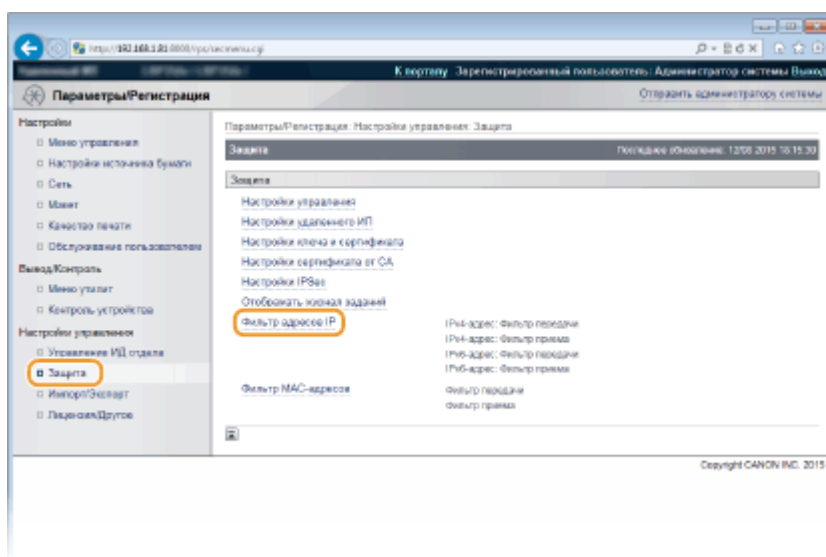 К порталу Зарегистрированный пользователь: Администратор системы Выход
Параметры/Регистрация
Отправить администратору системы
Настройки
Меню управления
Настройки источника бумаги
Сеть
Макет
Качество печати
Обслуживание пользователем
Вывод/Контроль
Меню утилит
Контроль устройства
Настройки управления
Управление ИД отдела
Защита
Импорт/Экспорт
Лицензия/Другое
Параметры/Регистрация: Настройки управления: Защита
Защита
Последнее обновление: 12/08 2015 18:15:30
Защита
Настройки управления
Настройки удаленного ИП
Настройки ключа и сертификата
Настройки сертификата от CA
Настройки IPSec
Отображать журнал заданий
Фильтр адресов IP
IPv4-адрес: Фильтр передачи
IPv4-адрес: Фильтр приема
IPv6-адрес: Фильтр передачи
IPv6-адрес: Фильтр приема
Фильтр MAC-адресов
Фильтр передачи
Фильтр приема
Copyright CANON INC. 2015